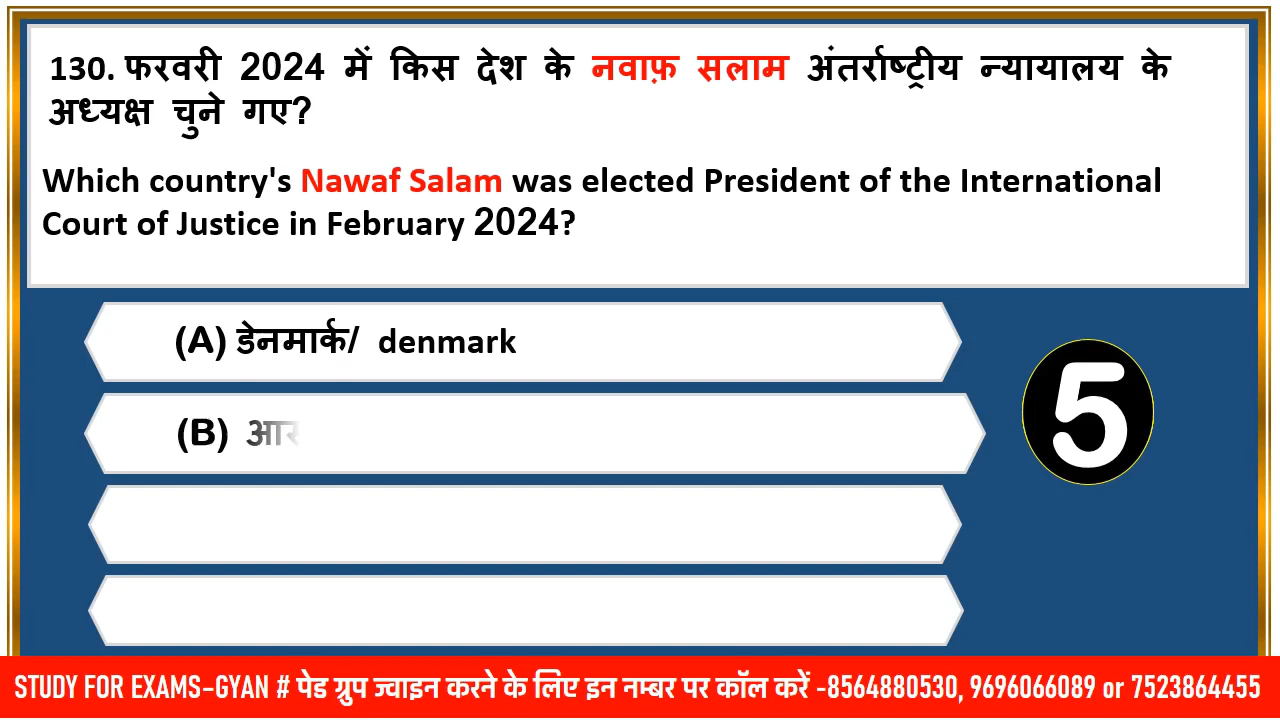 130. फरवरी 2024 में किस देश के नवाफ़ सलाम अंतर्राष्ट्रीय न्यायालय के
अध्यक्ष चुने गए?
Which country's Nawaf Salam was elected President of the International
Court of Justice in February 2024?
(A) डेनमार्क/ denmark
(B)
5
STUDY FOR EXAMS-GYAN # पेड ग्रुप ज्वाइन करने के लिए इन नम्बर पर कॉल करें -8564880530, 9696066089 or 7523864455